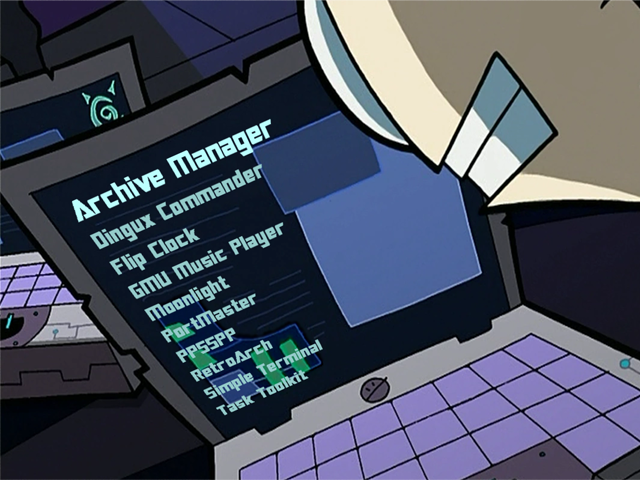 Archive Manager
Dingux Commander
Flip Clock
GMU Music Player
Moonlight
PortMaster
PPSSPP
RetroArch
Simple Terminal
Task Toolkit